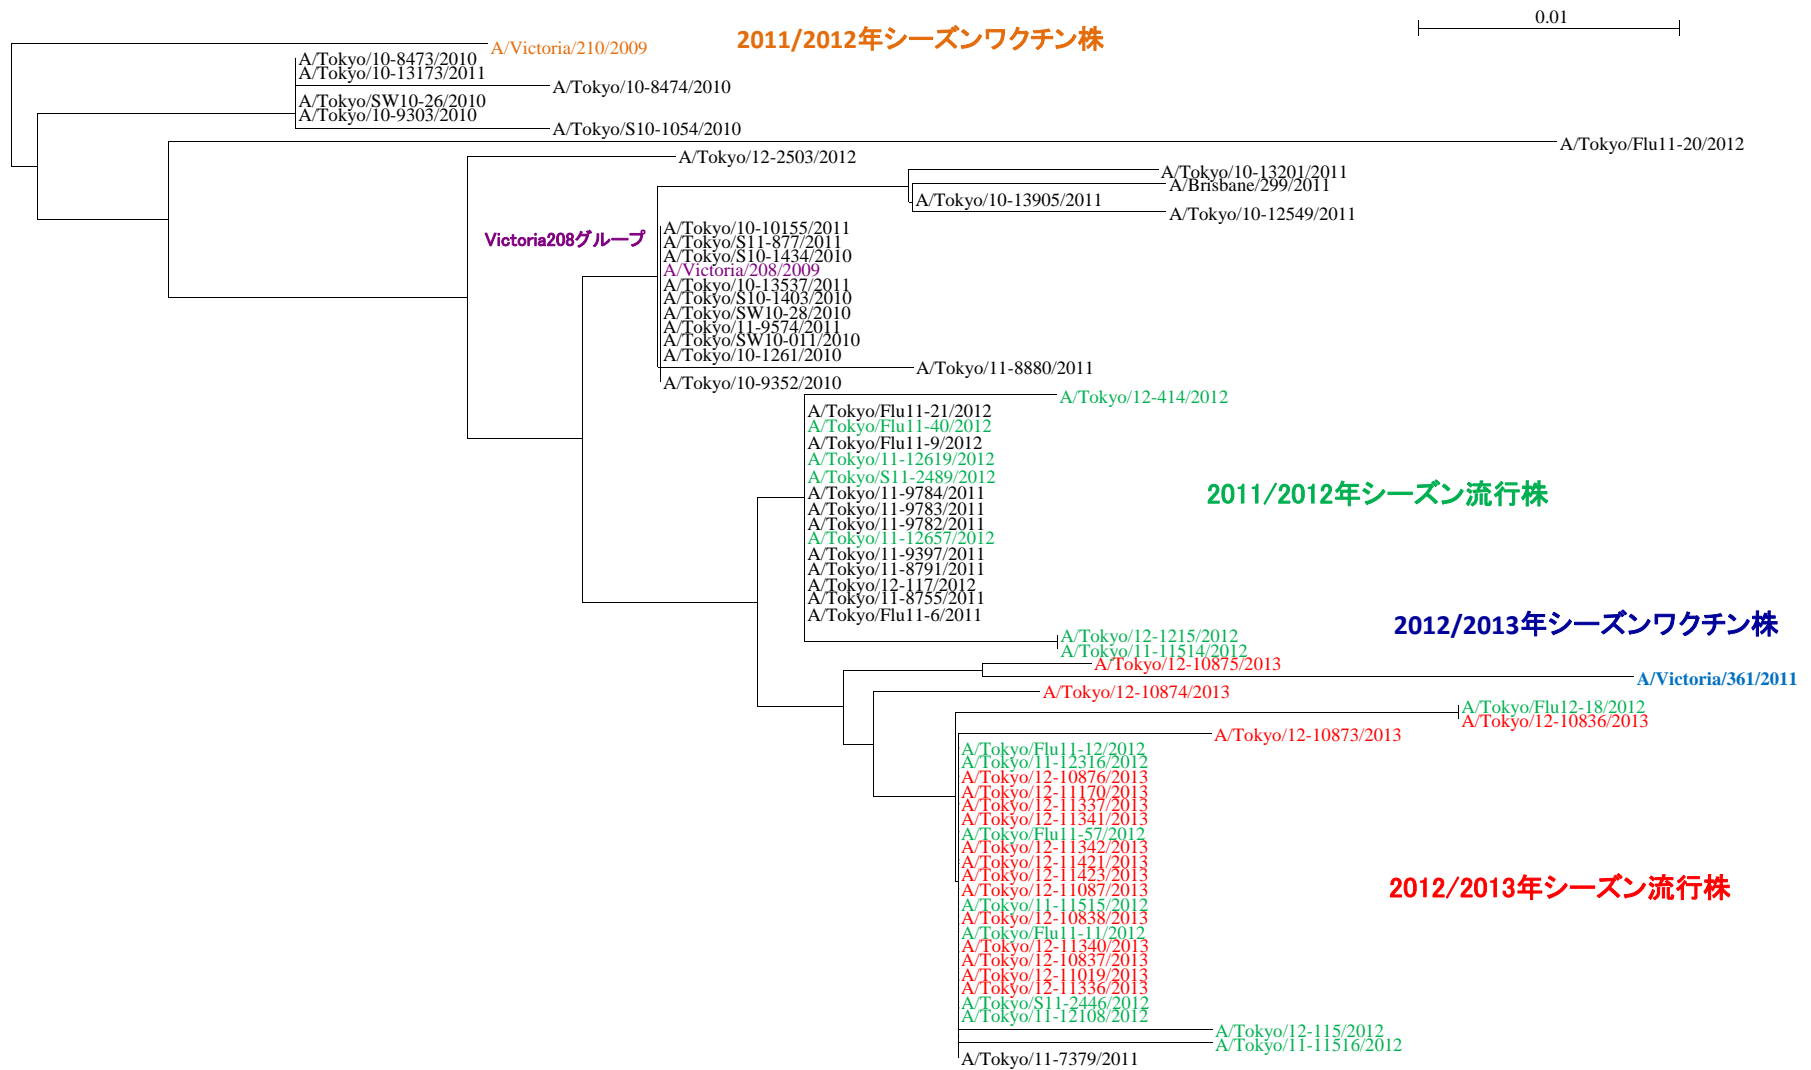 0.01
2011/2012年シーズンワクチン株
A/Victoria/210/2009
A/Tokyo/10-8473/2010
A/Tokyo/10-13173/2011
A/Tokyo/10-8474/2010
A/Tokyo/SW10-26/2010
A/Tokyo/10-9303/2010
A/Tokyo/S10-1054/2010
A/Tokyo/Flu11-20/2012
A/Tokyo/12-2503/2012
A/Tokyo/10-13201/2011
A/Brisbane/299/2011
A/Tokyo/10-13905/2011
A/Tokyo/10-12549/2011
Victoria208グループ
A/Tokyo/10-10155/2011
A/Tokyo/S11-877/2011
A/Tokyo/S10-1434/2010
A/Victoria/208/2009
A/Tokyo/10-13537/2011
A/Tokyo/S10-1403/2010
A/Tokyo/SW10-28/2010
A/Tokyo/11-9574/2011
A/Tokyo/SW10-011/2010
A/Tokyo/10-1261/2010
A/Tokyo/11-8880/2011
A/Tokyo/10-9352/2010
A/Tokyo/12-414/2012
A/Tokyo/Flu11-21/2012
A/Tokyo/Flu11-40/2012
A/Tokyo/Flu11-9/2012
A/Tokyo/11-12619/2012
A/Tokyo/S11-2489/2012
A/Tokyo/11-9784/2011
2011/2012年シーズン流行株
A/Tokyo/11-9783/2011
A/Tokyo/11-9782/2011
A/Tokyo/11-12657/2012
A/Tokyo/11-9397/2011
A/Tokyo/11-8791/2011
A/Tokyo/12-117/2012
A/Tokyo/11-8755/2011
A/Tokyo/Flu11-6/2011
2012/2013年シーズンワクチン株
A/Tokyo/12-1215/2012
A/Tokyo/11-11514/2012
A/Tokyo/12-10875/2013
A/Victoria/361/2011
A/Tokyo/12-10874/2013
A/Tokyo/Flu12-18/2012
A/Tokyo/12-10836/2013
A/Tokyo/12-10873/2013
A/Tokyo/Flu11-12/2012
A/Tokyo/11-12316/2012
A/Tokyo/12-10876/2013
A/Tokyo/12-11170/2013
A/Tokyo/12-11337/2013
A/Tokyo/12-11341/2013
A/Tokyo/Flu11-57/2012
A/Tokyo/12-11342/2013
A/Tokyo/12-11421/2013
A/Tokyo/12-11423/2013
A/Tokyo/12-11087/2013
2012/2013年シーズン流行株
A/Tokyo/11-11515/2012
A/Tokyo/12-10838/2013
A/Tokyo/Flu11-11/2012
A/Tokyo/12-11340/2013
A/Tokyo/12-10837/2013
A/Tokyo/12-11019/2013
A/Tokyo/12-11336/2013
A/Tokyo/S11-2446/2012
A/Tokyo/11-12108/2012
A/Tokyo/12-115/2012
A/Tokyo/11-11516/2012
A/Tokyo/11-7379/2011